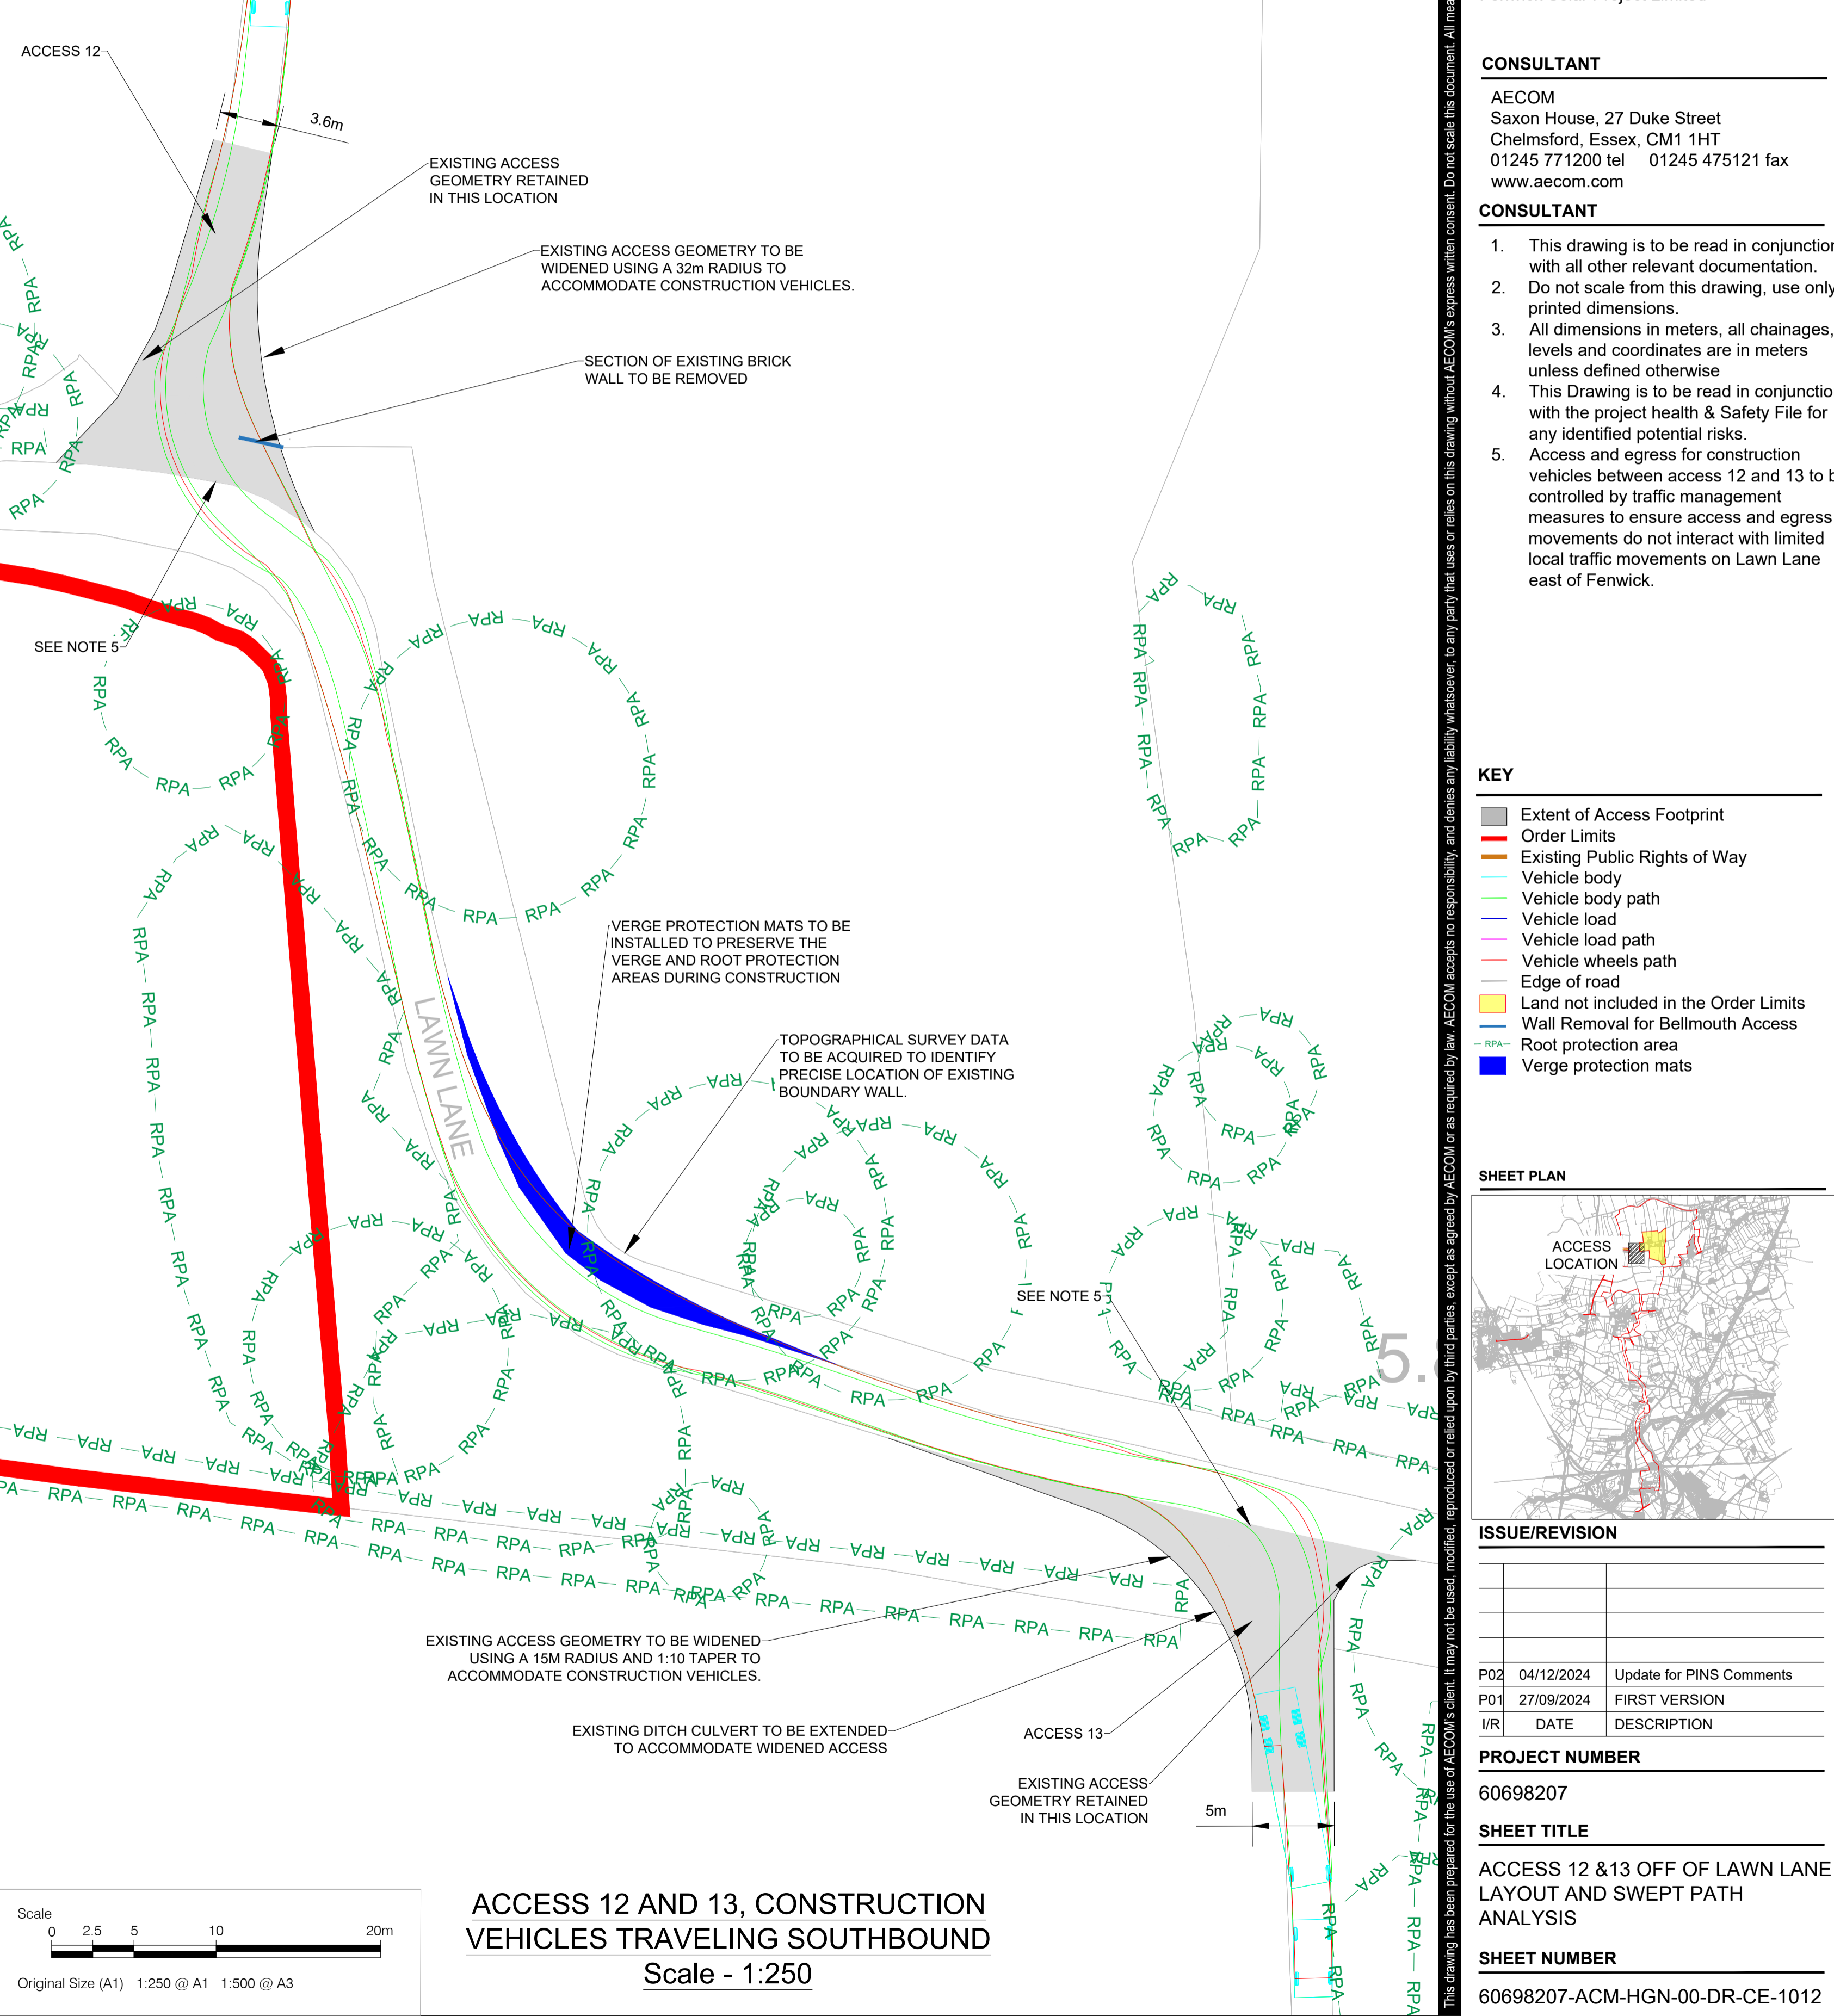 ACCESS 12
3.6m
EXISTING ACCESS
GEOMETRY RETAINED
IN THIS LOCATION
EXISTING ACCESS GEOMETRY TO BE
WIDENED USING A 32m RADIUS TO
ACCOMMODATE CONSTRUCTION VEHICLES.
SECTION OF EXISTING BRICK
WALL TO BE REMOVED
SEE NOTE 5
LAWN LANE
VERGE PROTECTION MATS TO BE
INSTALLED TO PRESERVE THE
VERGE AND ROOT PROTECTION
AREAS DURING CONSTRUCTION
TOPOGRAPHICAL SURVEY DATA
TO BE ACQUIRED TO IDENTIFY
PRECISE LOCATION OF EXISTING
BOUNDARY WALL.
SEE NOTE 5
EXISTING ACCESS GEOMETRY TO BE WIDENED
USING A 15M RADIUS AND 1:10 TAPER TO
ACCOMMODATE CONSTRUCTION VEHICLES.
EXISTING DITCH CULVERT TO BE EXTENDED
TO ACCOMMODATE WIDENED ACCESS
ACCESS 13
EXISTING ACCESS
GEOMETRY RETAINED
IN THIS LOCATION
5m
RPA
Scale
0 2.5 5 10 20m
Original Size (A1) 1:250 @ A1 1:500 @ A3
ACCESS 12 AND 13, CONSTRUCTION
VEHICLES TRAVELING SOUTHBOUND
Scale - 1:250
This drawing has been prepared for the use of AECOM's client. It may not be used, modified, reproduced or relied upon by third parties, except as agreed by AECOM or as required by law. AECOM accepts no responsibility, and denies any liability whatsoever, to any party that uses or relies on this drawing without AECOM's express written consent. Do not scale this document. All mea
CONSULTANT
AECOM
Saxon House, 27 Duke Street
Chelmsford, Essex, CM1 1HT
01245 771200 tel 01245 475121 fax
www.aecom.com
CONSULTANT
1. This drawing is to be read in conjunction
with all other relevant documentation.
2. Do not scale from this drawing, use only
printed dimensions.
3. All dimensions in meters, all chainages,
levels and coordinates are in meters
unless defined otherwise
4. This Drawing is to be read in conjunctio
with the project health & Safety File for
any identified potential risks.
5. Access and egress for construction
vehicles between access 12 and 13 to b
controlled by traffic management
measures to ensure access and egress
movements do not interact with limited
local traffic movements on Lawn Lane
east of Fenwick.
KEY
Extent of Access Footprint
Order Limits
Existing Public Rights of Way
Vehicle body
Vehicle body path
Vehicle load
Vehicle load path
Vehicle wheels path
Edge of road
Land not included in the Order Limits
Wall Removal for Bellmouth Access
RPA Root protection area
Verge protection mats
SHEET PLAN
ACCESS
LOCATION
ISSUE/REVISION
P02 04/12/2024 Update for PINS Comments
P01 27/09/2024 FIRST VERSION
I/R DATE DESCRIPTION
PROJECT NUMBER
60698207
SHEET TITLE
ACCESS 12 &13 OFF OF LAWN LANE
LAYOUT AND SWEPT PATH
ANALYSIS
SHEET NUMBER
60698207-ACM-HGN-00-DR-CE-1012